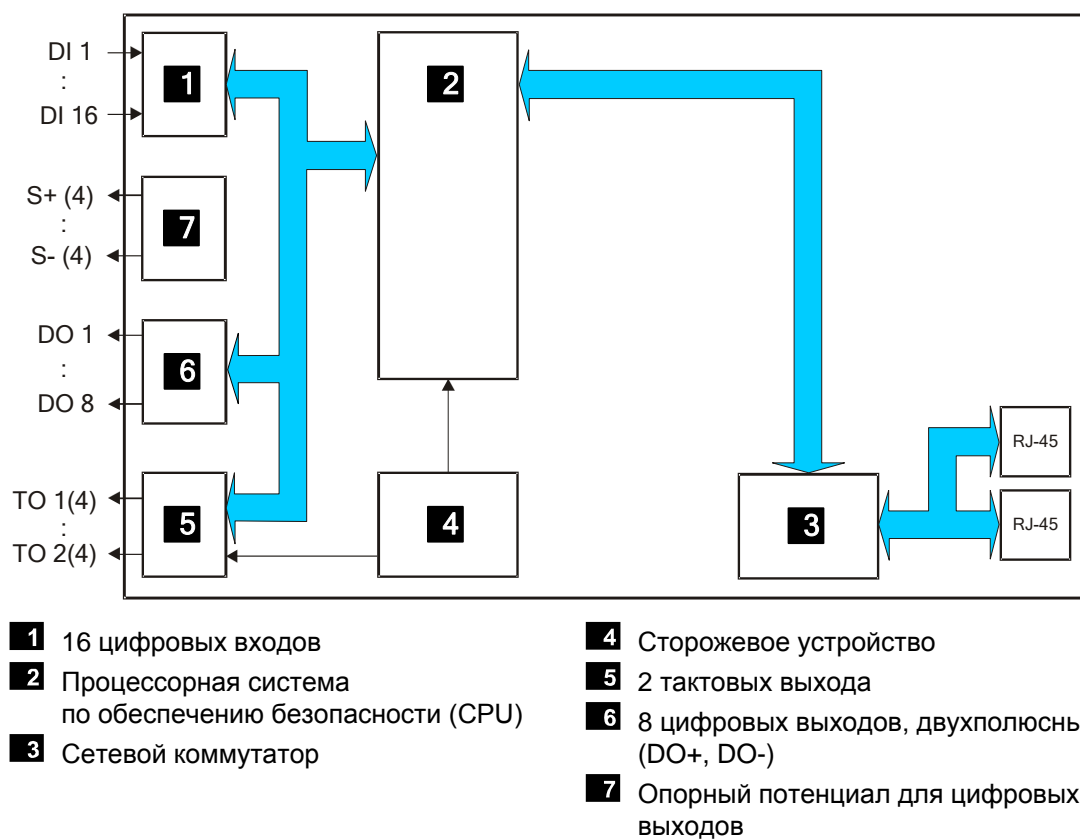 DI 1
:
DI 16
1
2
S+ (4)
:
S- (4)
7
DO 1
:
DO 8
6
RJ-45
TO 1(4)
:
TO 2(4)
5
4
3
RJ-45
1 16 цифровых входов
2 Процессорная система
по обеспечению безопасности (CPU)
3 Сетевой коммутатор
4 Сторожевое устройство
5 2 тактовых выхода
6 8 цифровых выходов,
(DO+, DO-)
7 Опорный потенциал для цифровых
выходов